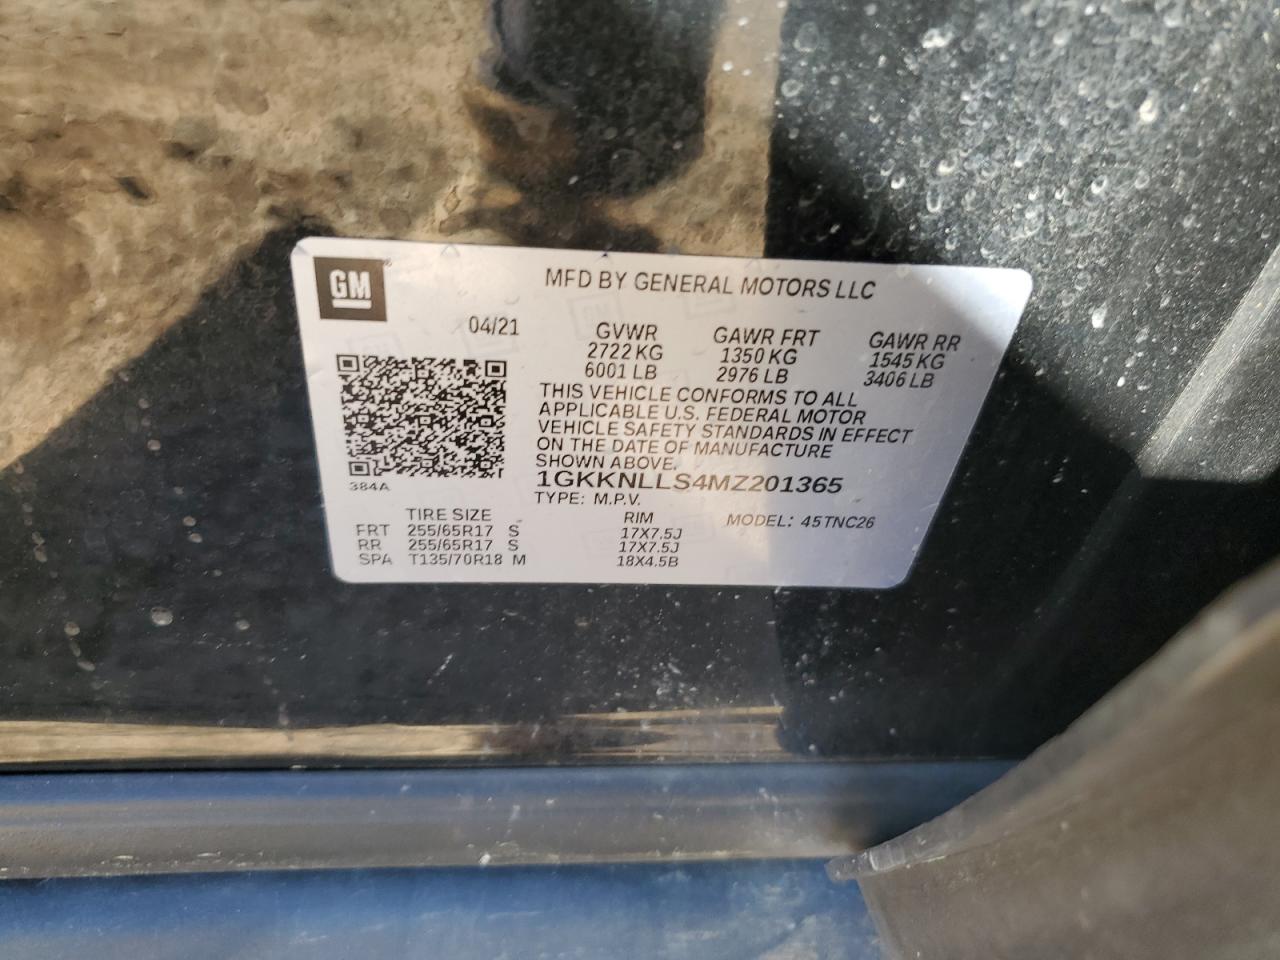 GM
MFD BY GENERAL MOTORS LLC
04/21 GVWR GAWR FRT GAWR RR
2722 KG 1350 KG 1545 KG
6001 LB 2976 LB 3406 LB
THIS VEHICLE CONFORMS TO ALL
APPLICABLE U.S. FEDERAL MOTOR
VEHICLE SAFETY STANDARDS IN EFFECT
ON THE DATE OF MANUFACTURE
SHOWN ABOVE.
384A
1GKKNLLS4MZ201365
TYPE: M.P.V.
TIRE SIZE RIM MODEL: 45TNC26
FRT 255/65R17 S 17X7.5J
RR 255/65R17 S 17X7.5J
SPA T135/70R18 M 18X4.5B